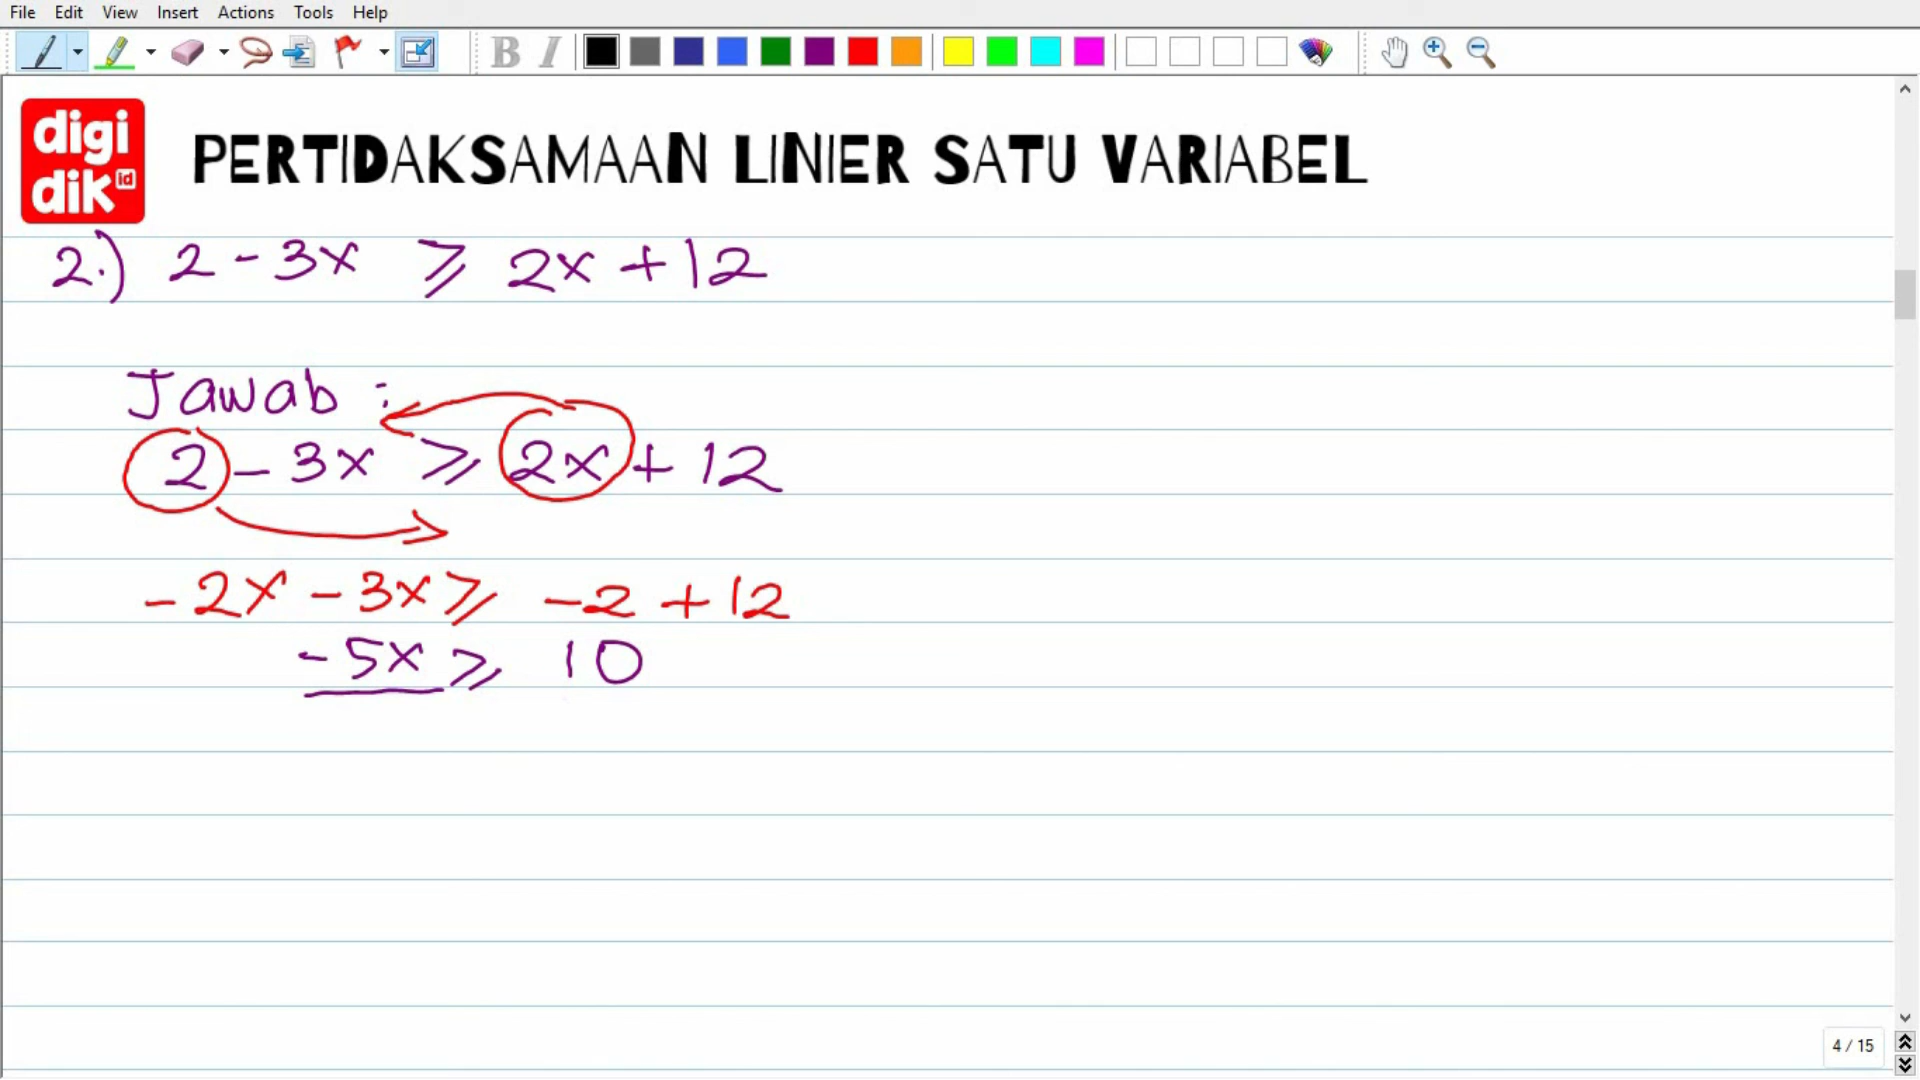 File Edit View Insert Actions Tools Help
B I
digi
dik id
PERTIDAKSAMAAN LINIER SATU VARIABEL
2.) 2 - 3x ≥ 2x + 12
Jawab :
2 - 3x ≥ 2x + 12
- 2x - 3x ≥ - 2 + 12
- 5x ≥ 10
4 / 15